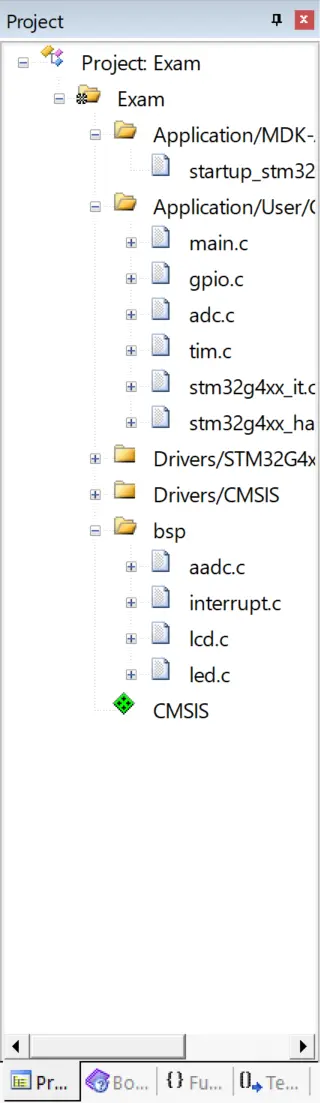 Project
Project: Exam
Exam
Application/MDK-
startup_stm32
Application/User/C
main.c
gpio.c
adc.c
tim.c
stm32g4xx_it.c
stm32g4xx_ha
Drivers/STM32G4x
Drivers/CMSIS
bsp
aadc.c
interrupt.c
lcd.c
led.c
CMSIS
Pr... Bo... {} Fu... Te...